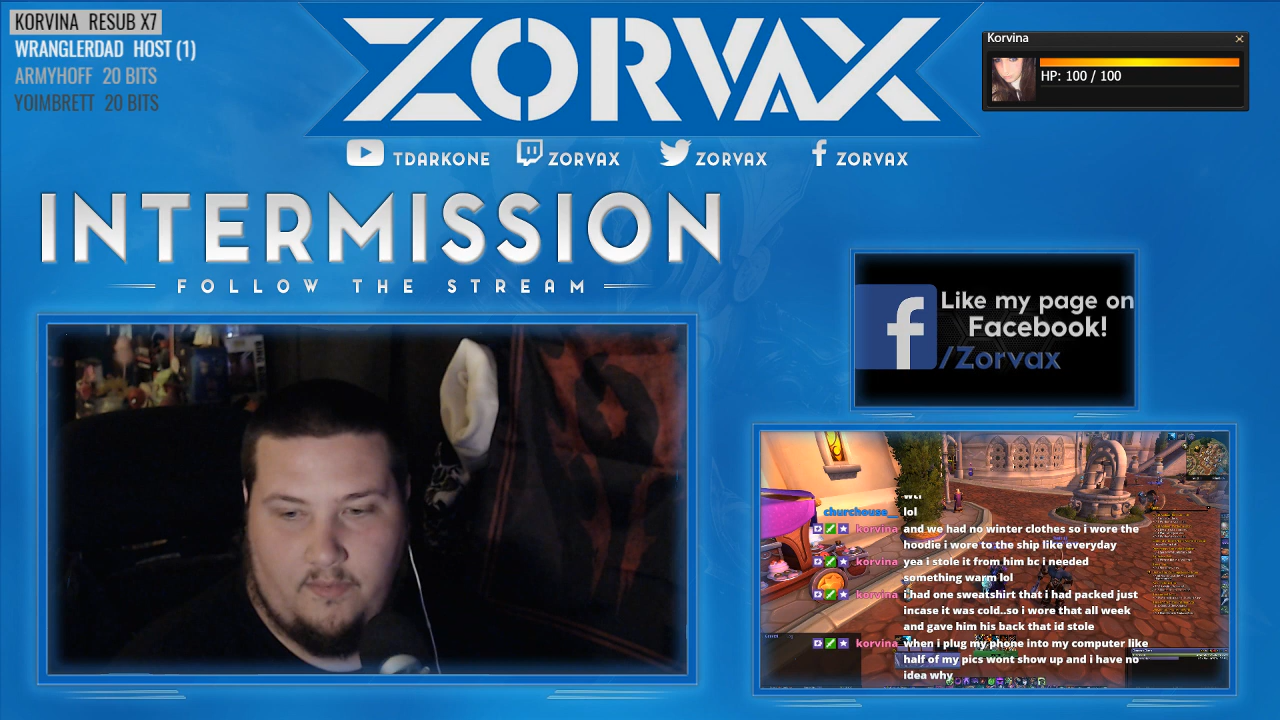 KORVINA RESUB X7
WRANGLERDAD HOST (1)
ARMYHOFF 20 BITS
YOIMBRETT 20 BITS
ZORVAX
TDARKONE ZORVAX ZORVAX ZORVAX
Korvina
HP: 100 / 100
INTERMISSION
FOLLOW THE STREAM
Like my page on
Facebook!
/Zorvax
churchouse__ lol
korvina and we had no winter clothes so i wore the
hoodie i wore to the ship like everyday
korvina yea i stole it from him bc i needed
something warm lol
korvina i had one sweatshirt that i had packed just
incase it was cold..so i wore that all week
and gave him his back that id stole
korvina when i plug my phone into my computer like
half of my pics wont show up and i have no
idea why